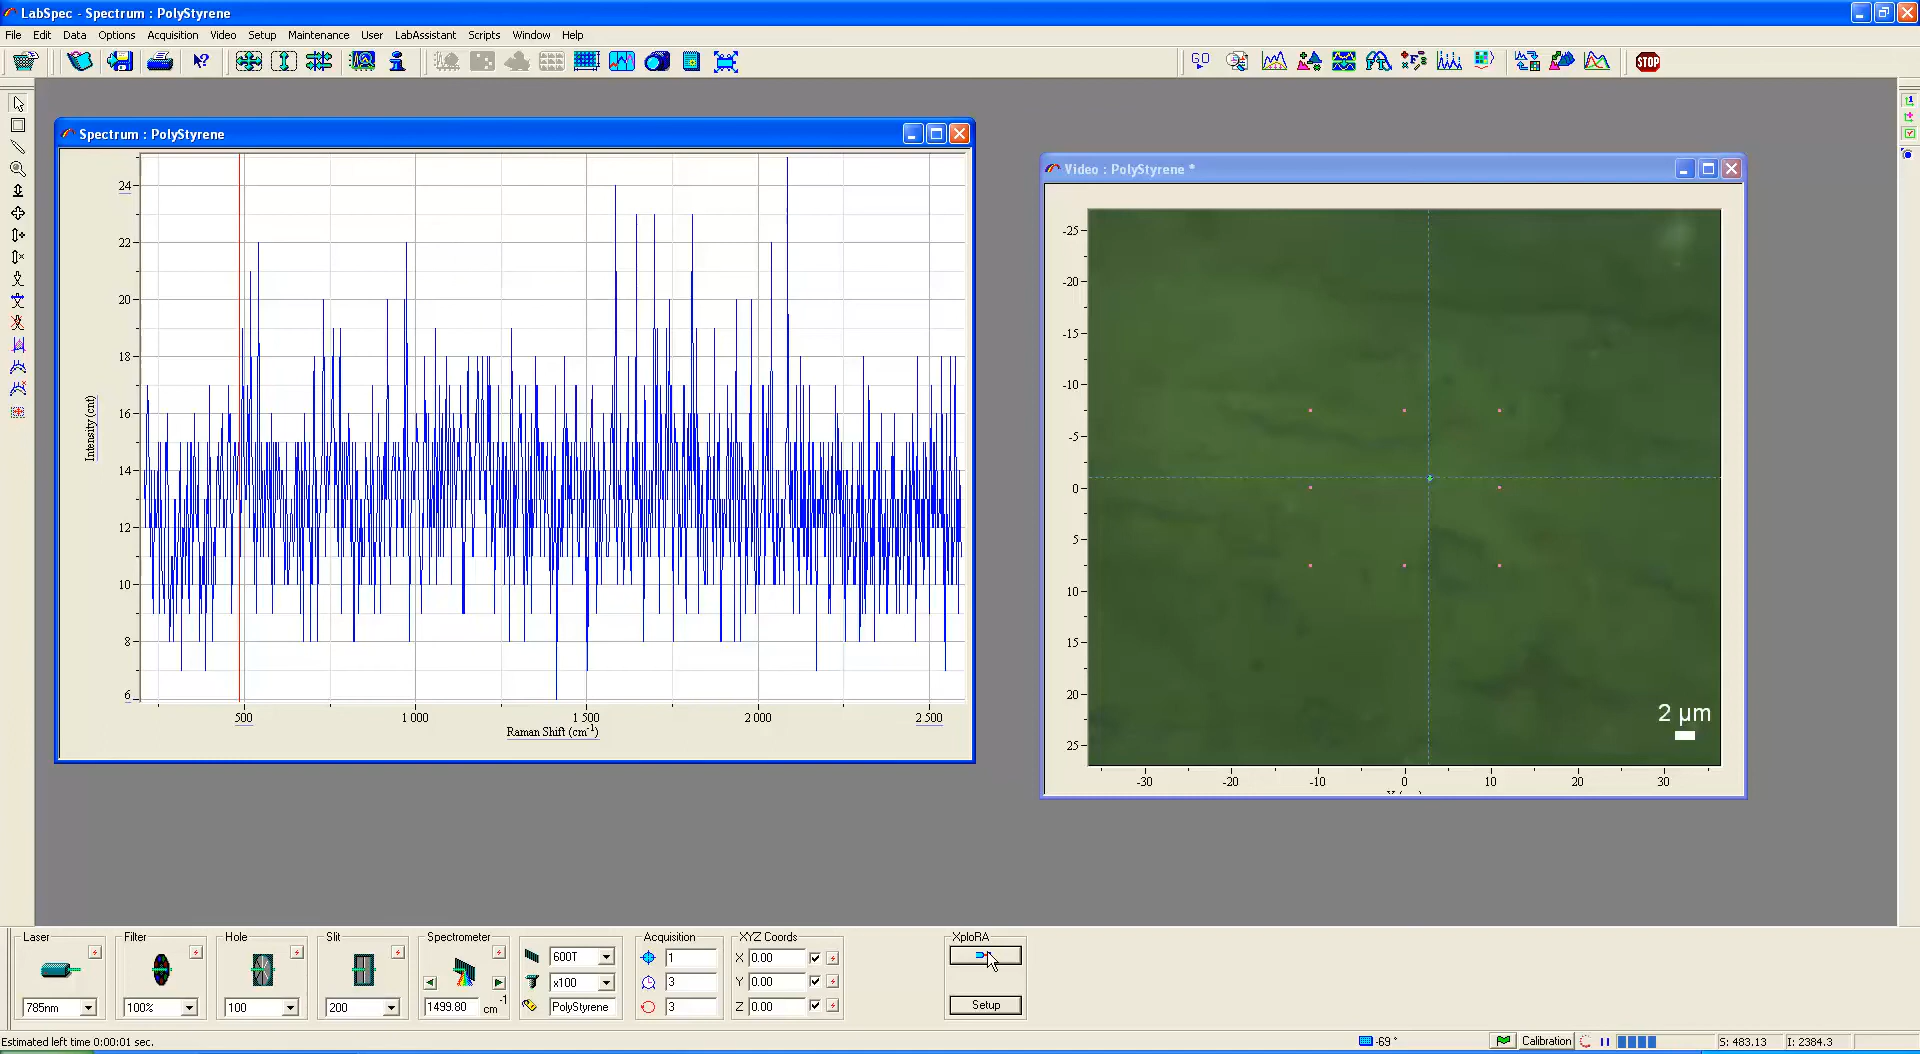 LabSpec - Spectrum : PolyStyrene
File Edit Data Options Acquisition Video Setup Maintenance User LabAssistant Scripts Window Help
GO
STOP
Spectrum : PolyStyrene
24
22
20
18
16
14
12
10
8
6
Intensity (cnt)
500 1 000 1 500 2 000 2 500
Raman Shift (cm-1)
Video : PolyStyrene *
-25
-20
-15
-10
-5
0
5
10
15
20
25
2 µm
-30 -20 -10 0 10 20 30
Laser Filter Hole Slit Spectrometer Acquisition XYZ Coords XploRA
600T 1 X 0.00
x100 3 Y 0.00
785nm 100% 100 200 1499.80 cm-1 PolyStyrene 3 Z 0.00 Setup
Estimated left time 0:00:01 sec. -69 ° Calibration S: 483.13 I: 2384.3